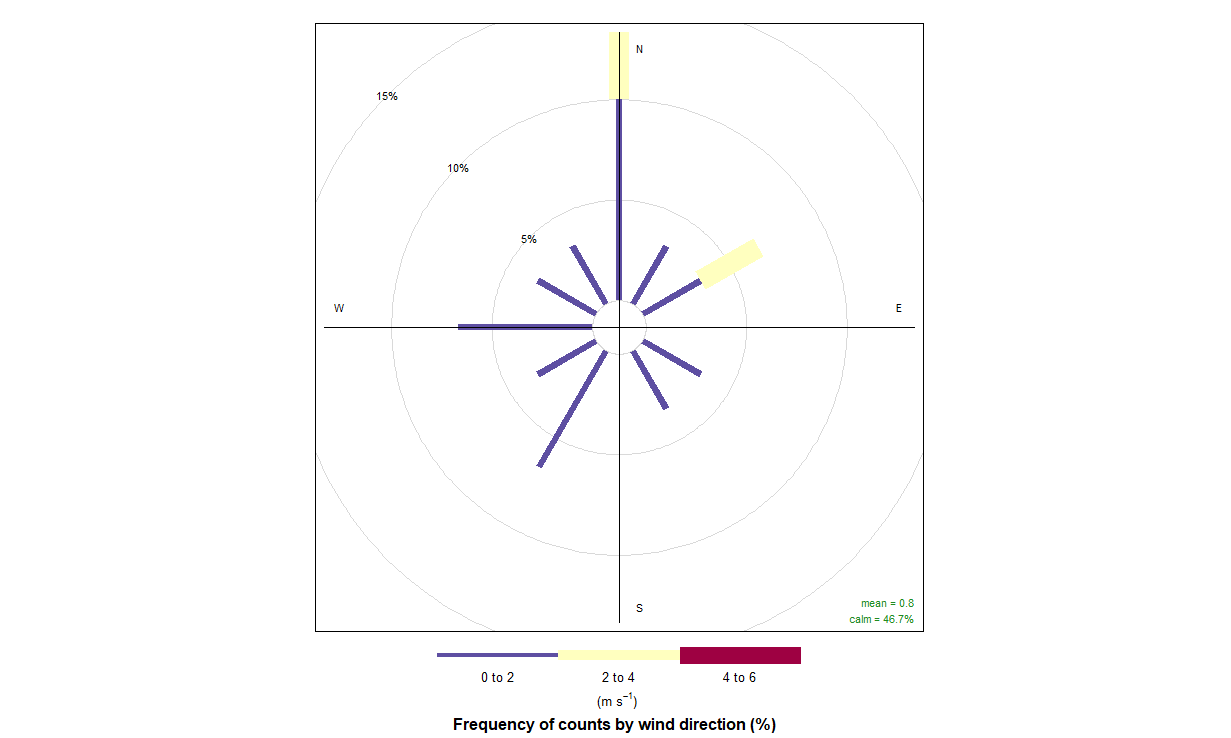 N
15%
10%
5%
W
E
S
mean = 0.8
calm = 46.7%
0 to 2
2 to 4
4 to 6
(m s⁻¹)
Frequency of counts by wind direction (%)